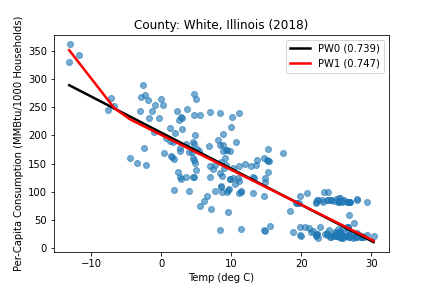 County: White, Illinois (2018)
PW0 (0.739)
PW1 (0.747)
Per-Capita Consumption (MMBtu/1000 Households)
350
300
250
200
150
100
50
0
−10
0
10
20
30
Temp (deg C)